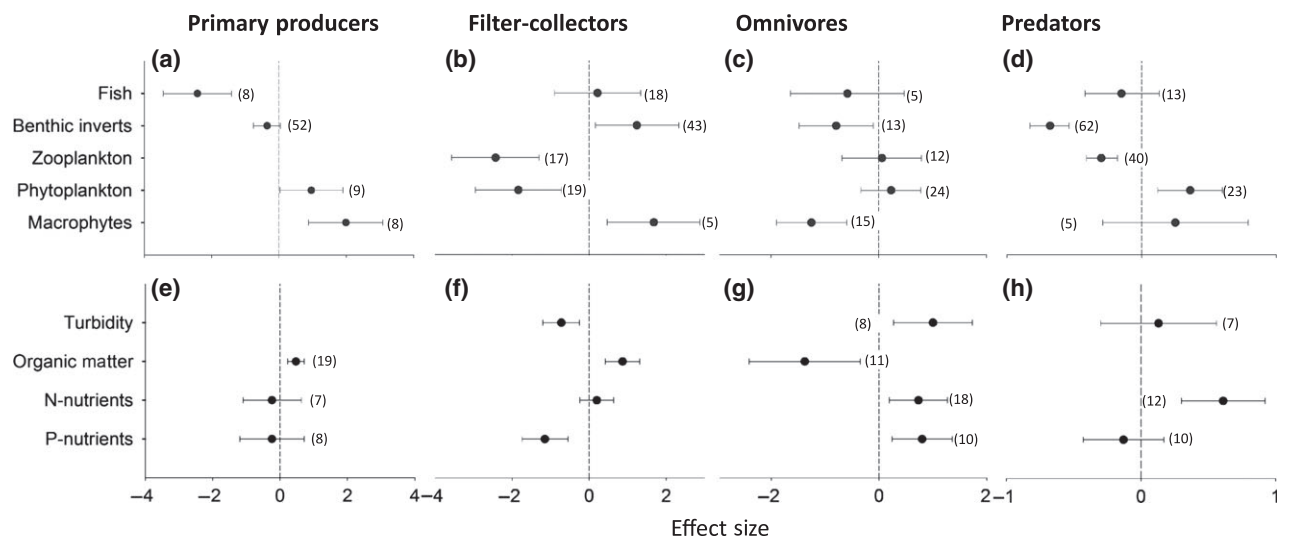 Primary producers Filter-collectors Omnivores Predators
(a) (b) (c) (d)
Fish (8) (18) (5) (13)
Benthic inverts (52) (43) (13) (62)
Zooplankton (17) (12) (40)
Phytoplankton (9) (19) (24) (23)
Macrophytes (8) (5) (15) (5)
(e) (f) (g) (h)
Turbidity (8) (7)
Organic matter (19) (11)
N-nutrients (7) (18) (12)
P-nutrients (8) (10) (10)
−4 −2 0 2 4 −4 −2 0 2 −2 0 2 −1 0 1
Effect size